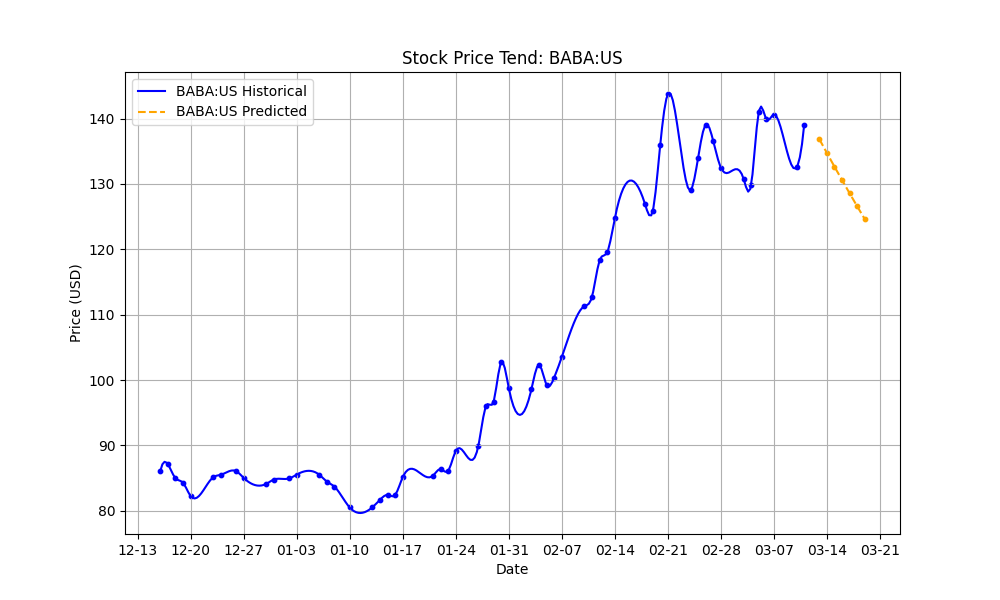 Stock Price Tend: BABA:US
BABA:US Historical
BABA:US Predicted
Price (USD)
140
130
120
110
100
90
80
12-13 12-20 12-27 01-03 01-10 01-17 01-24 01-31 02-07 02-14 02-21 02-28 03-07 03-14 03-21
Date